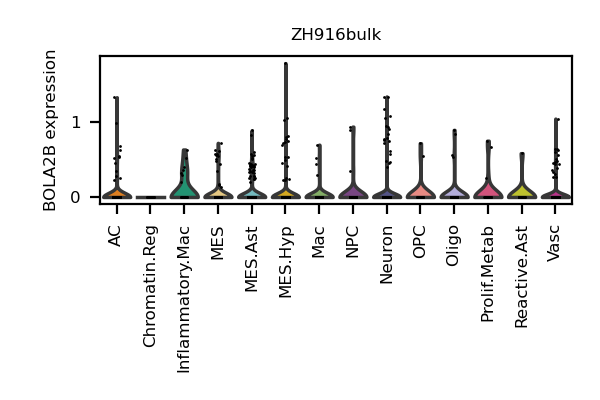 ZH916bulk
BOLA2B expression
1
0
AC
Chromatin.Reg
Inflammatory.Mac
MES
MES.Ast
MES.Hyp
Mac
NPC
Neuron
OPC
Oligo
Prolif.Metab
Reactive.Ast
Vasc